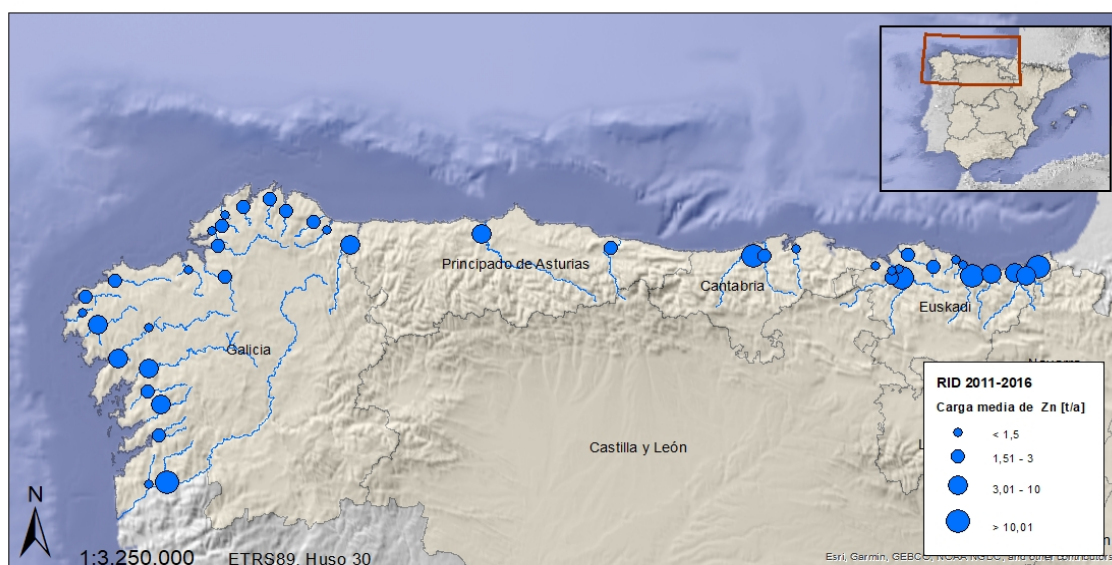 Principado de Asturias
Cantabria
Euskadi
Galicia
Castilla y León
RID 2011-2016
Carga media de Zn [t/a]
< 1,5
1,51 - 3
3,01 - 10
> 10,01
N
1:3.250.000
ETRS89, Huso 30
Esri, Garmin, GEBCO, NOAA NGDC, and other contributors